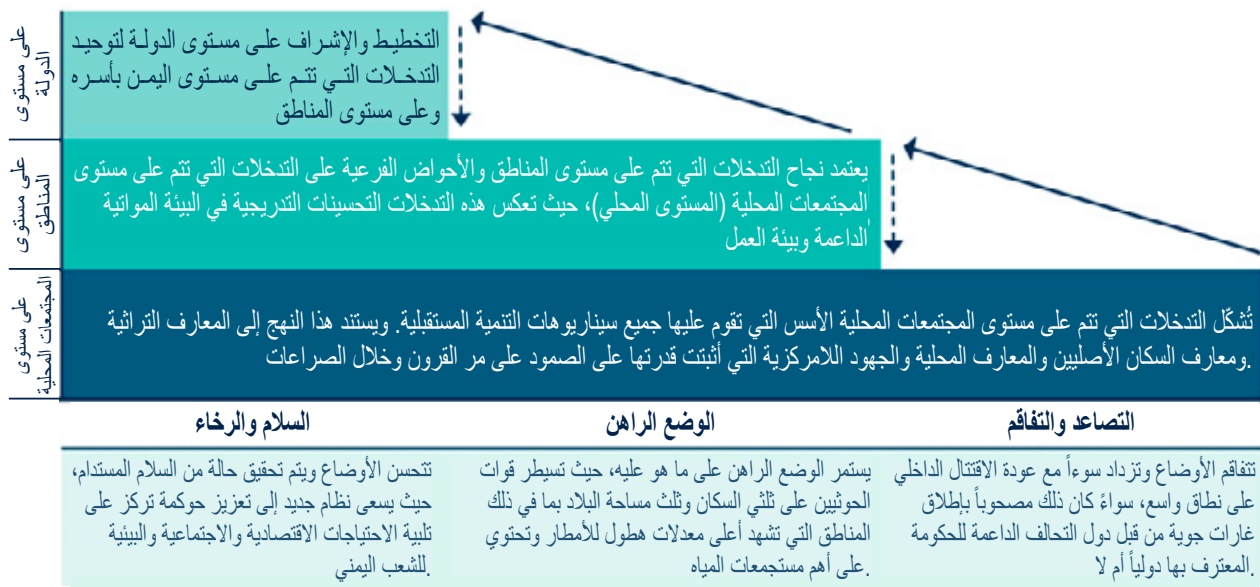 على مستوى
الدولة
التخطيط والإشراف على مستوى الدولة لتوحيد
التدخلات التي تتم على مستوى اليمن بأسره
وعلى مستوى المناطق
على مستوى
المناطق
يعتمد نجاح التدخلات التي تتم على مستوى المناطق والأحواض الفرعية على التدخلات التي تتم على مستوى
المجتمعات المحلية (المستوى المحلي)، حيث تعكس هذه التدخلات التحسينات التدريجية في البيئة المواتية
الداعمة وبيئة العمل
على مستوى
المجتمعات المحلية
تُشكّل التدخلات التي تتم على مستوى المجتمعات المحلية الأسس التي تقوم عليها جميع سيناريوهات التنمية المستقبلية. ويستند هذا النهج إلى المعارف التراثية
ومعارف السكان الأصليين والمعارف المحلية والجهود اللامركزية التي أثبتت قدرتها على الصمود على مر القرون وخلال الصراعات.
التصاعد والتفاقم
تتفاقم الأوضاع وتزداد سوءاً مع عودة الاقتتال الداخلي
على نطاق واسع، سواءً كان ذلك مصحوباً بإطلاق
غارات جوية من قبل دول التحالف الداعمة للحكومة
المعترف بها دولياً أم لا.
الوضع الراهن
يستمر الوضع الراهن على ما هو عليه، حيث تسيطر قوات
الحوثيين على ثلثي السكان وثلث مساحة البلاد بما في ذلك
المناطق التي تشهد أعلى معدلات هطول للأمطار وتحتوي
على أهم مستجمعات المياه.
السلام والرخاء
تتحسن الأوضاع ويتم تحقيق حالة من السلام المستدام،
حيث يسعى نظام جديد إلى تعزيز حوكمة تركز على
تلبية الاحتياجات الاقتصادية والاجتماعية والبيئية
للشعب اليمني.